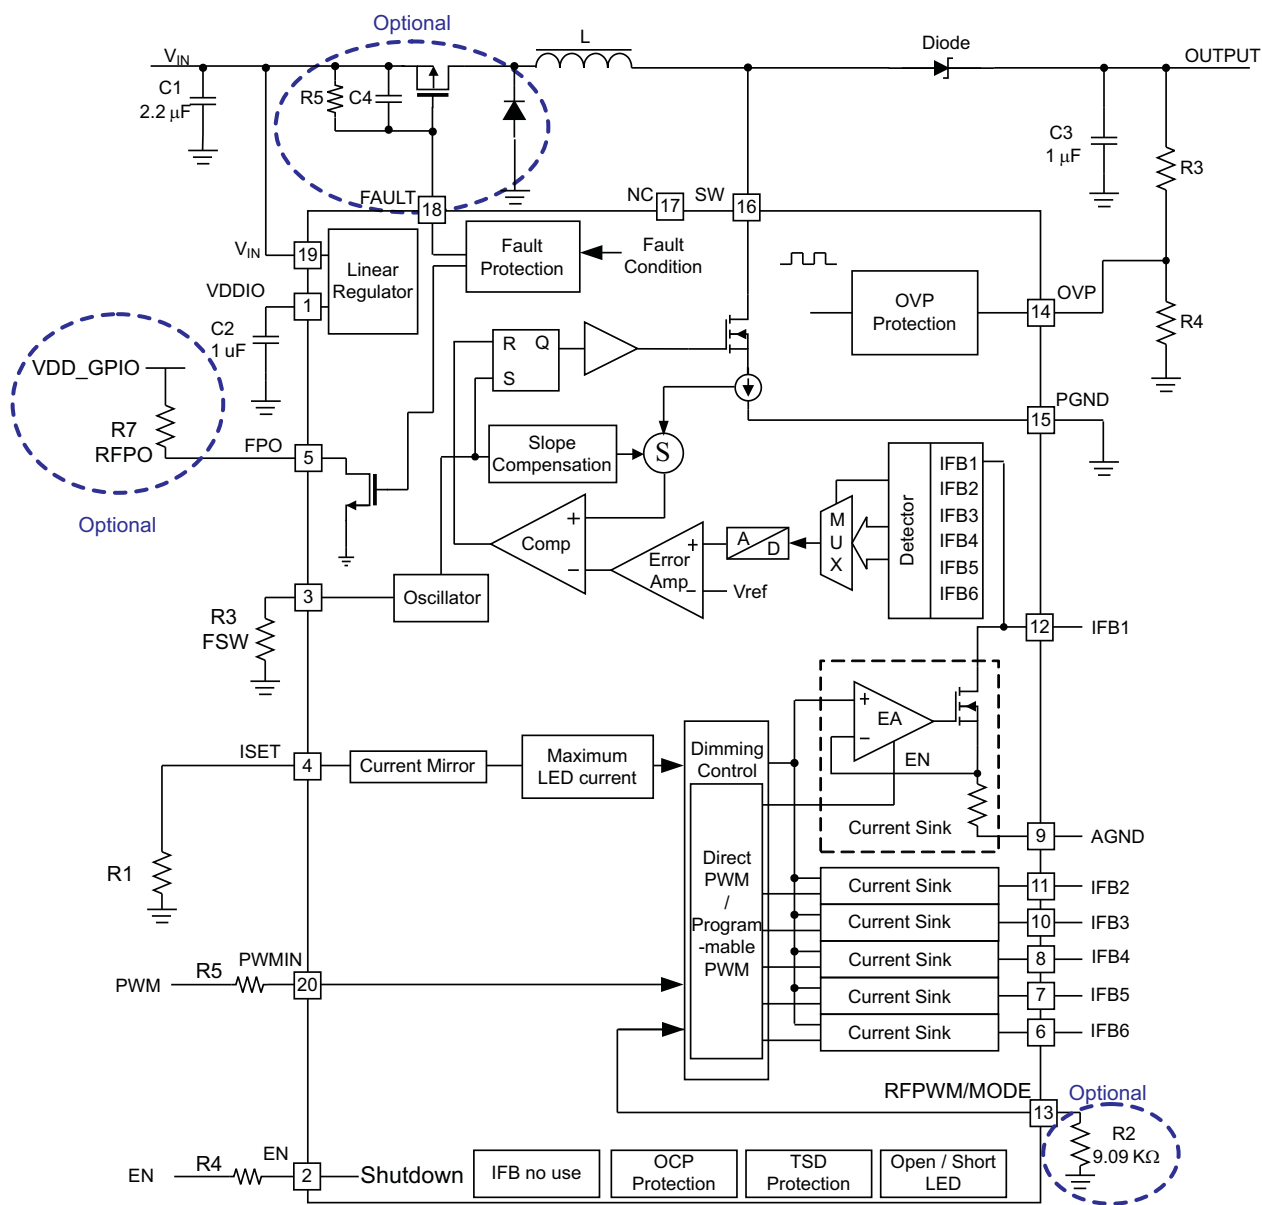 Optional
L
Diode
V_IN
OUTPUT
C1
2.2 µF
R5
C4
C3
1 µF
R3
FAULT
18
NC
17
SW
16
V_IN
19
Linear
Regulator
Fault
Protection
Fault
Condition
VDDIO
1
OVP
Protection
OVP
14
C2
1 uF
R4
R
Q
S
VDD_GPIO
R7
RFPO
FPO
5
PGND
15
Optional
Slope
Compensation
S
Detector
IFB1
IFB2
IFB3
IFB4
IFB5
IFB6
M
U
X
A
D
+
Comp
−
+
Error
Amp
−
Vref
Oscillator
3
R3
FSW
12
IFB1
+
EA
−
EN
Current Sink
9
AGND
ISET
4
Current Mirror
Maximum
LED current
Dimming
Control
Direct
PWM
/
Program
-mable
PWM
R1
Current Sink
11
IFB2
Current Sink
10
IFB3
Current Sink
8
IFB4
Current Sink
7
IFB5
Current Sink
6
IFB6
PWM
R5
PWMIN
20
RFPWM/MODE
13
Optional
R2
9.09 KΩ
EN
R4
EN
2
Shutdown
IFB no use
OCP
Protection
TSD
Protection
Open / Short
LED